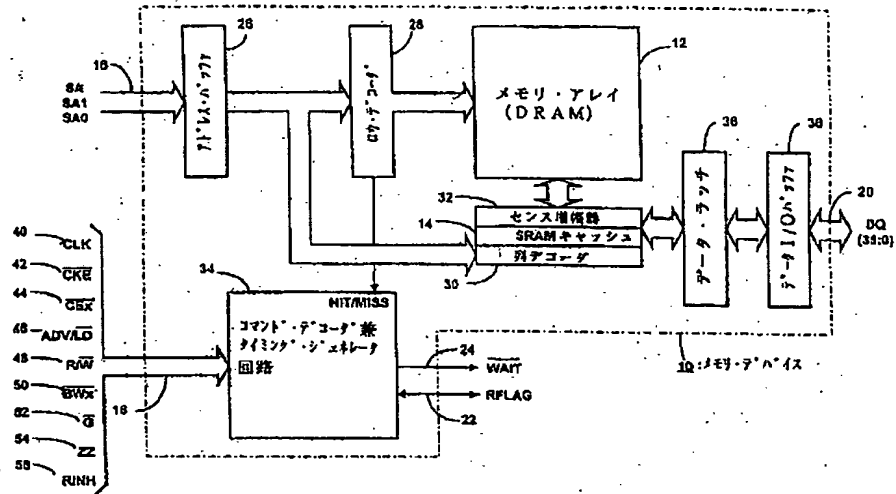 26
28
12
16
SA
SA1
SA0
アドレス・バッファ
ロウ・デコーダ
メモリ・アレイ
(DRAM)
36
38
32
14
30
センス増幅器
SRAMキャッシュ
列デコーダ
データ・ラッチ
データI/Oバッファ
20
DQ
(35:0)
40
CLK
42
CKE
44
CEX
46
ADV/LD
48
R/W
50
BWx
52
G
54
ZZ
56
RINH
18
34
HIT/MISS
コマンド・デコーダ兼
タイミング・ジェネレータ
回路
24
WAIT
RFLAG
22
10:メモリ・デバイス